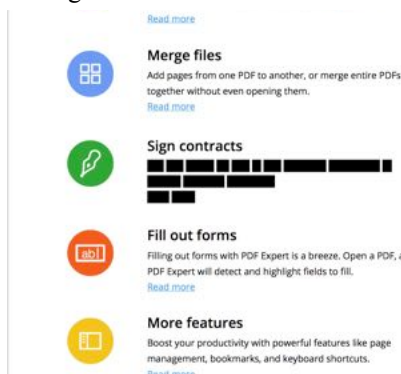 Read more
Merge files
Add pages from one PDF to another, or merge entire PDFs
together without even opening them.
Read more
Sign contracts
Fill out forms
ab
Filling out forms with PDF Expert is a breeze. Open a PDF, a
PDF Expert will detect and highlight fields to fill.
Read more
More features
Boost your productivity with powerful features like page
management, bookmarks, and keyboard shortcuts.
Read more